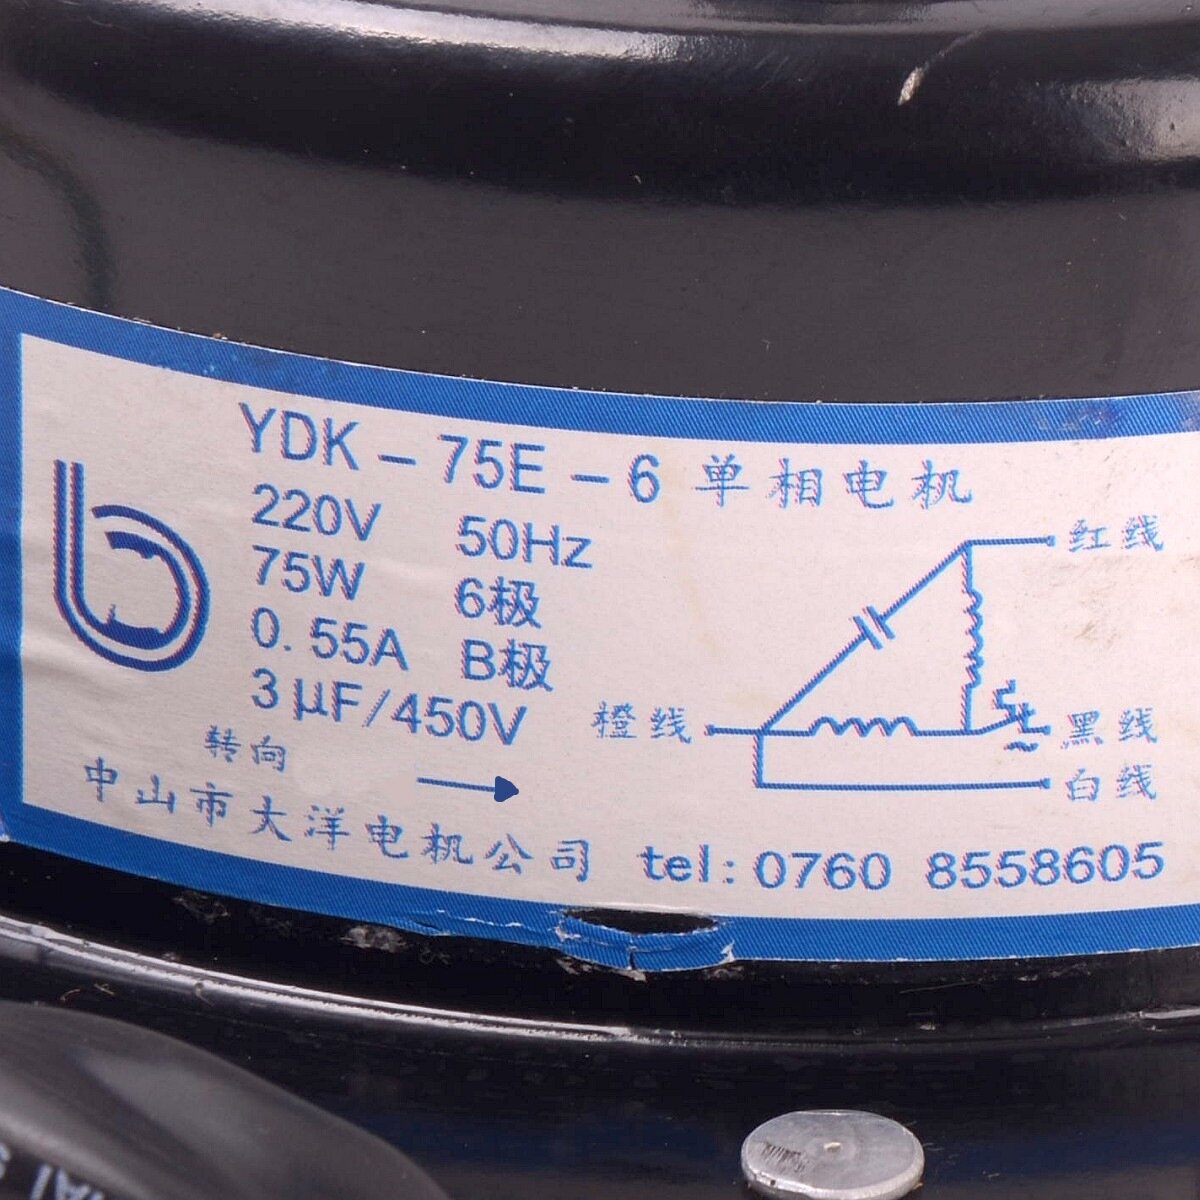 YDK-75E-6 单相电机
220V 50Hz
75W 6极
0.55A B极
3μF/450V
转向
中山市大洋电机公司 tel:0760 8558605
红线
橙线
黑线
白线